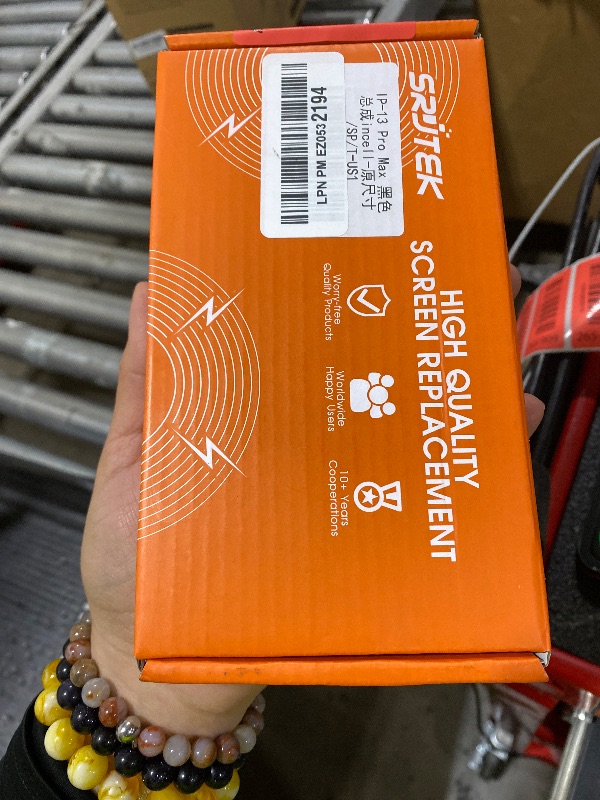 SRÜTEK
IP-13 Pro Max 黑色
总成incell-原尺寸
/SP/T-US1
LPN PM EZ0532194
HIGH QUALITY
SCREEN REPLACEMENT
Worry-free
Quality Products
Worldwide
Happy Users
10+ Years
Cooperations